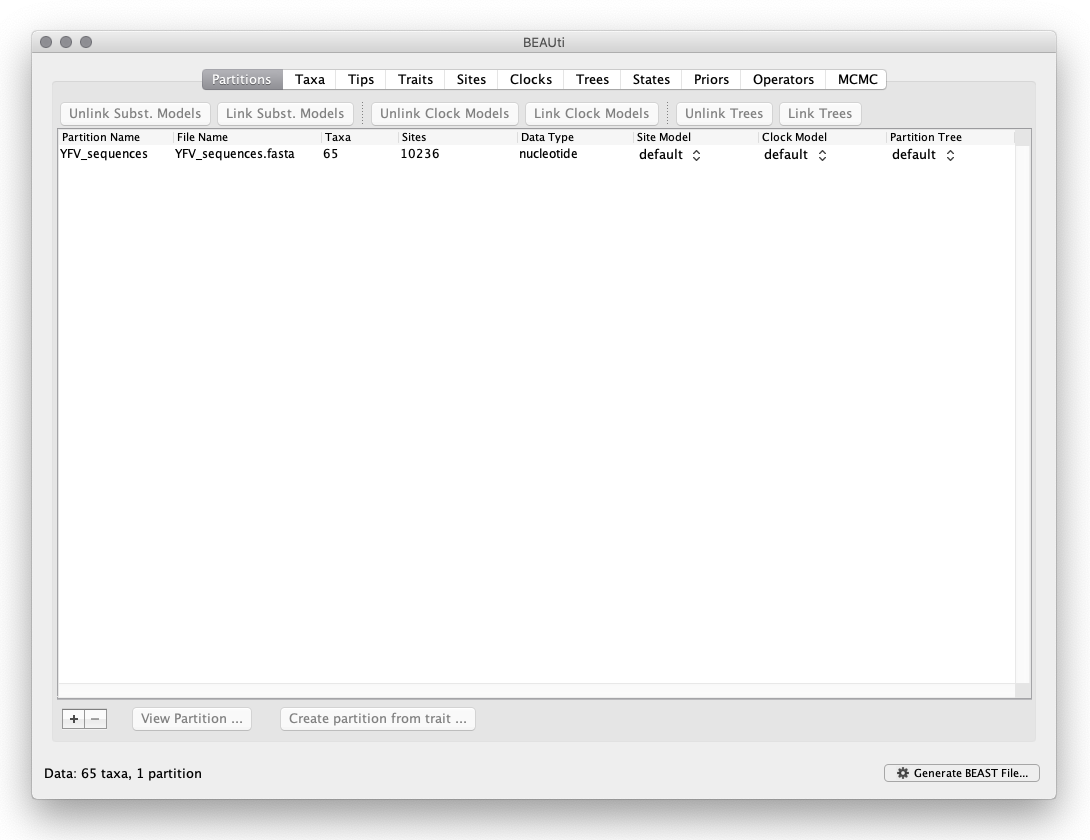 BEAUti
Partitions Taxa Tips Traits Sites Clocks Trees States Priors Operators MCMC
Unlink Subst. Models Link Subst. Models Unlink Clock Models Link Clock Models Unlink Trees Link Trees
Partition Name File Name Taxa Sites Data Type Site Model Clock Model Partition Tree
YFV_sequences YFV_sequences.fasta 65 10236 nucleotide default default default
+ − View Partition ... Create partition from trait ...
Data: 65 taxa, 1 partition Generate BEAST File...